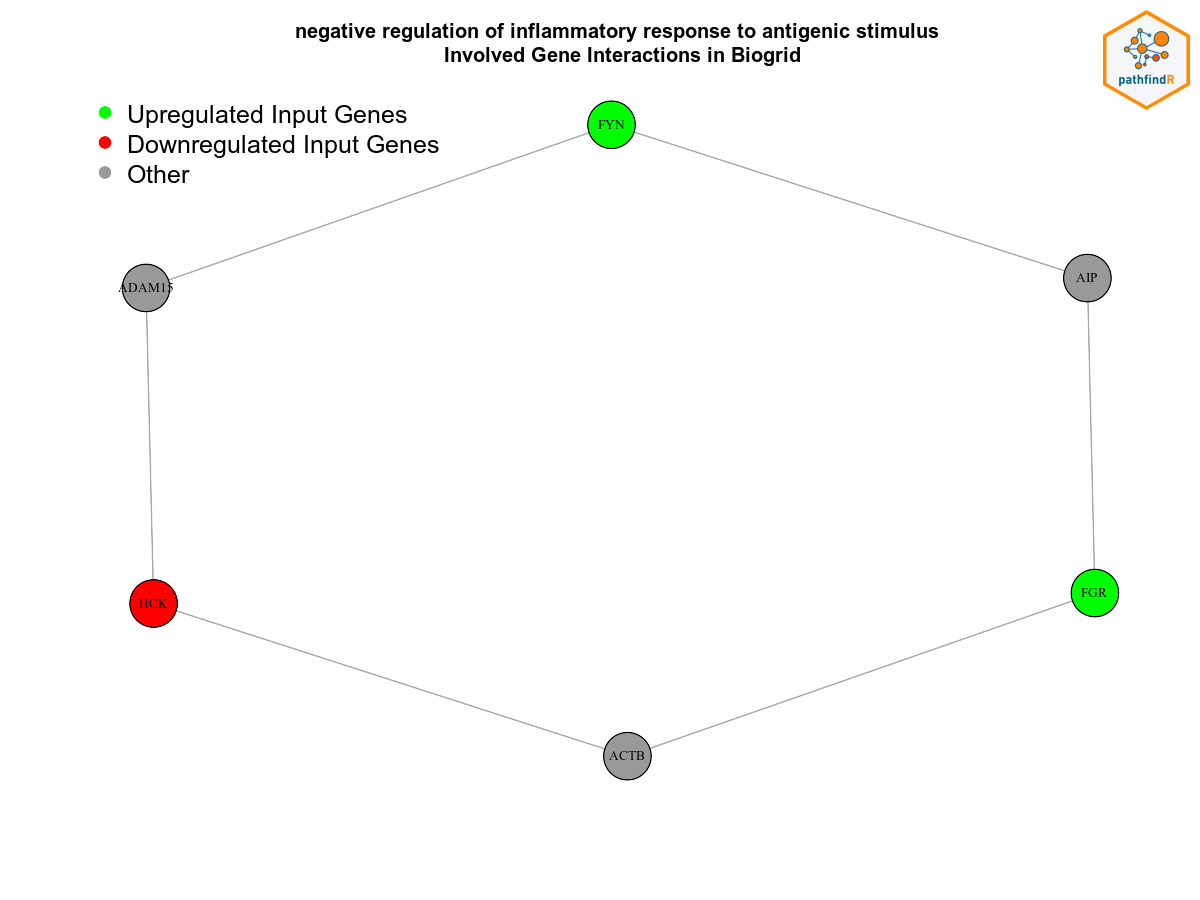 negative regulation of inflammatory response to antigenic stimulus
Involved Gene Interactions in Biogrid
pathfindR
Upregulated Input Genes
Downregulated Input Genes
Other
FYN
AIP
ADAM15
FGR
HCK
ACTB